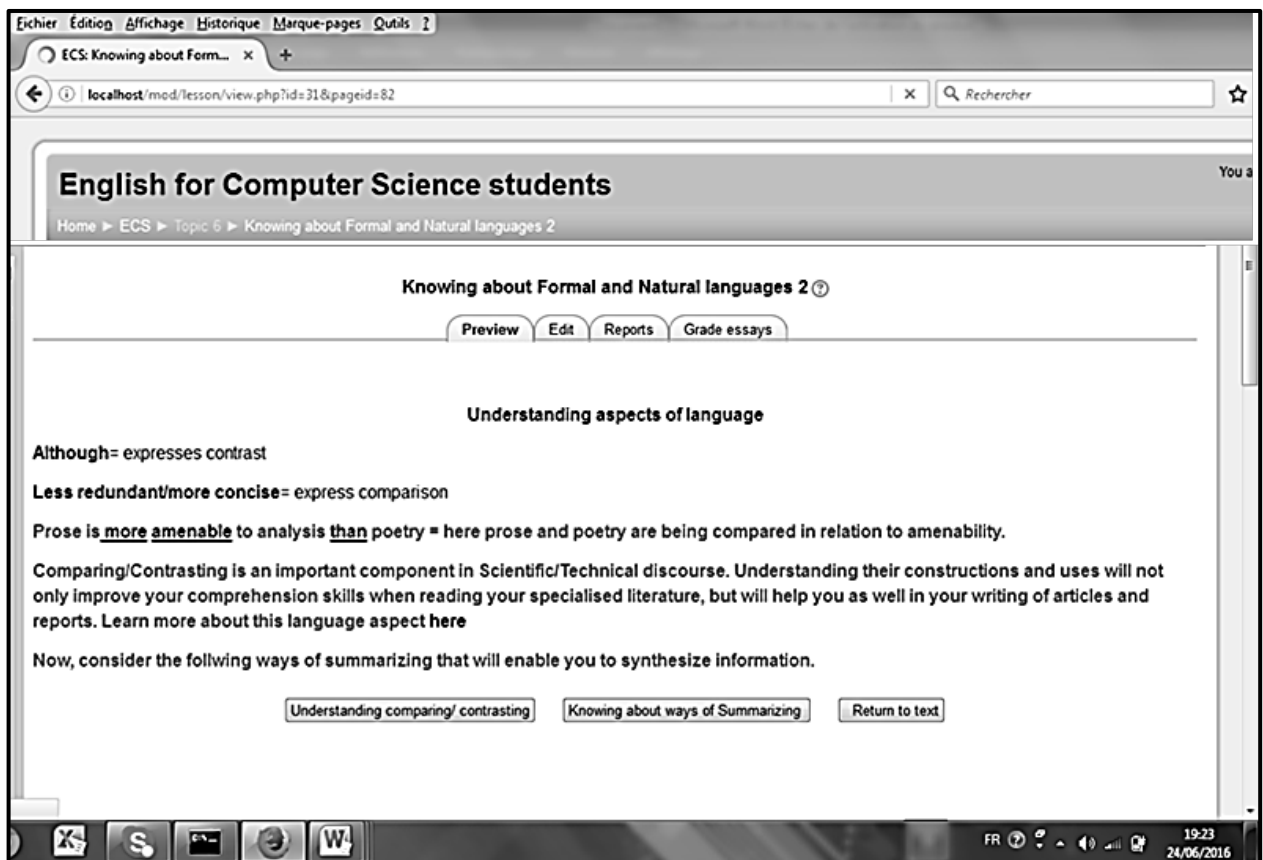 Fichier Édition Affichage Historique Marque-pages Outils ?
ECS: Knowing about Form... × +
localhost/mod/lesson/view.php?id=31&pageid=82 × Rechercher
English for Computer Science students
You a
Home ► ECS ► Topic 6 ► Knowing about Formal and Natural languages 2
Knowing about Formal and Natural languages 2
Preview Edit Reports Grade essays
Understanding aspects of language
Although= expresses contrast
Less redundant/more concise= express comparison
Prose is more amenable to analysis than poetry = here prose and poetry are being compared in relation to amenability.
Comparing/Contrasting is an important component in Scientific/Technical discourse. Understanding their constructions and uses will not
only improve your comprehension skills when reading your specialised literature, but will help you as well in your writing of articles and
reports. Learn more about this language aspect here
Now, consider the follwing ways of summarizing that will enable you to synthesize information.
Understanding comparing/ contrasting Knowing about ways of Summarizing Return to text
FR 19:23
24/06/2016